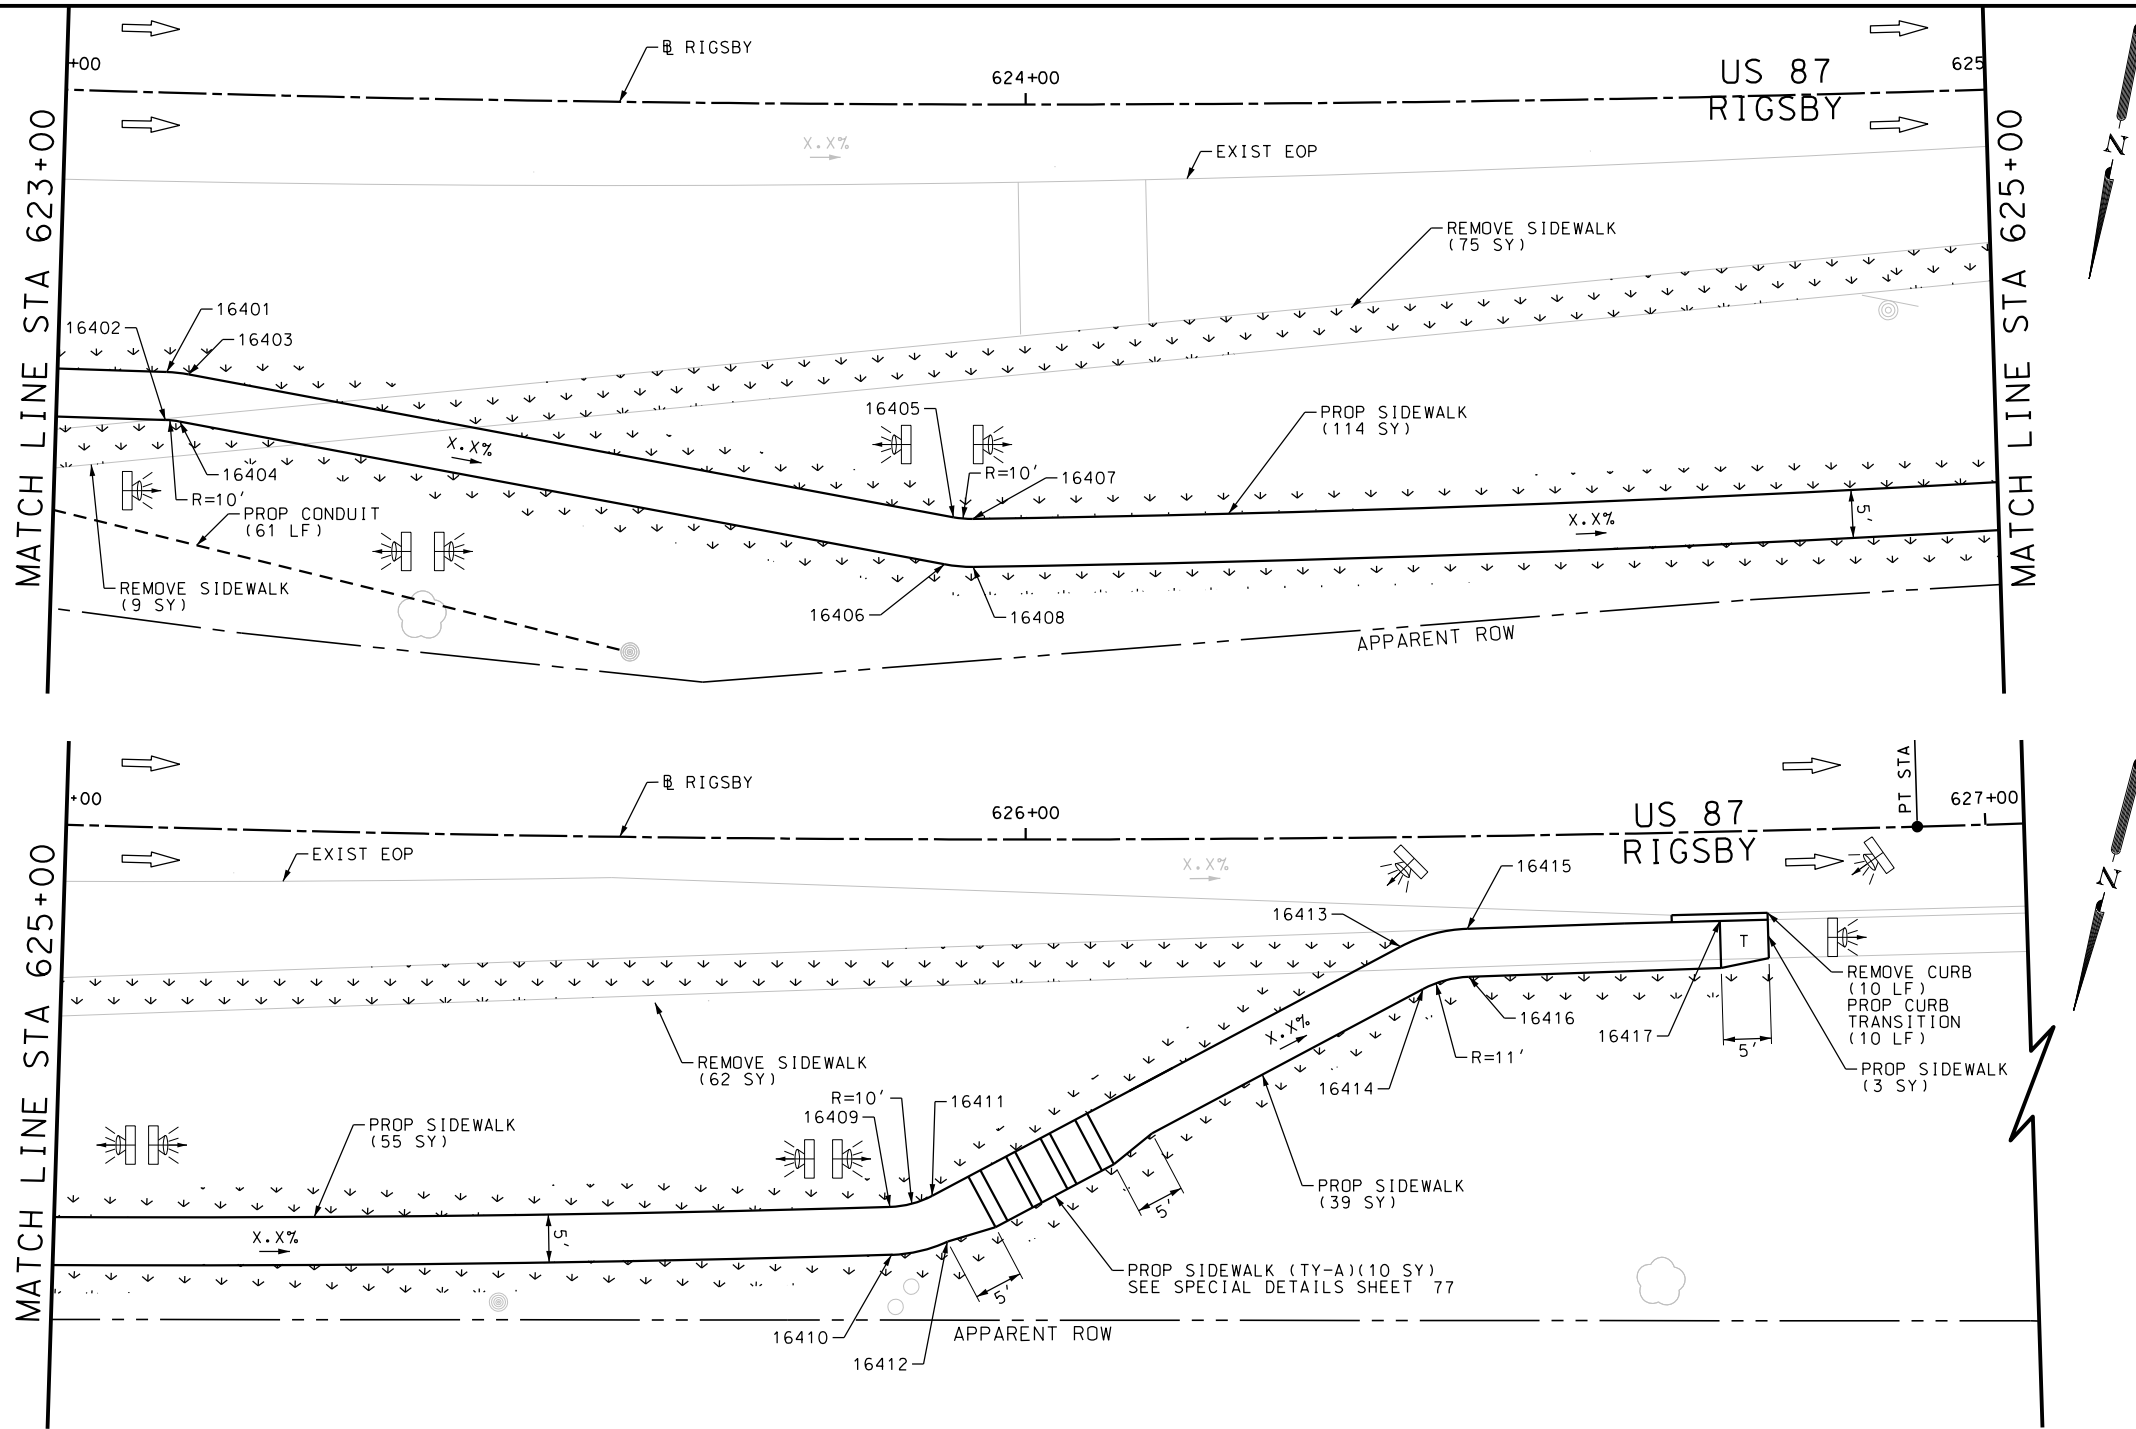 +00
℄ RIGSBY
624+00
US 87
RIGSBY
625
MATCH LINE STA 623+00
MATCH LINE STA 625+00
N
X.X%
EXIST EOP
REMOVE SIDEWALK
(75 SY)
16401
16402
16403
16404
R=10'
X.X%
16405
R=10'
16407
PROP SIDEWALK
(114 SY)
X.X%
5'
PROP CONDUIT
(61 LF)
REMOVE SIDEWALK
(9 SY)
16406
16408
APPARENT ROW
+00
℄ RIGSBY
626+00
US 87
RIGSBY
PT STA
627+00
MATCH LINE STA 625+00
N
EXIST EOP
X.X%
16415
16413
REMOVE CURB
(10 LF)
PROP CURB
TRANSITION
(10 LF)
T
16416
16417
5'
X.X%
R=11'
16414
PROP SIDEWALK
(3 SY)
REMOVE SIDEWALK
(62 SY)
R=10'
16409
16411
PROP SIDEWALK
(55 SY)
X.X%
5'
5'
PROP SIDEWALK
(39 SY)
5'
PROP SIDEWALK (TY-A)(10 SY)
SEE SPECIAL DETAILS SHEET 77
16410
16412
APPARENT ROW